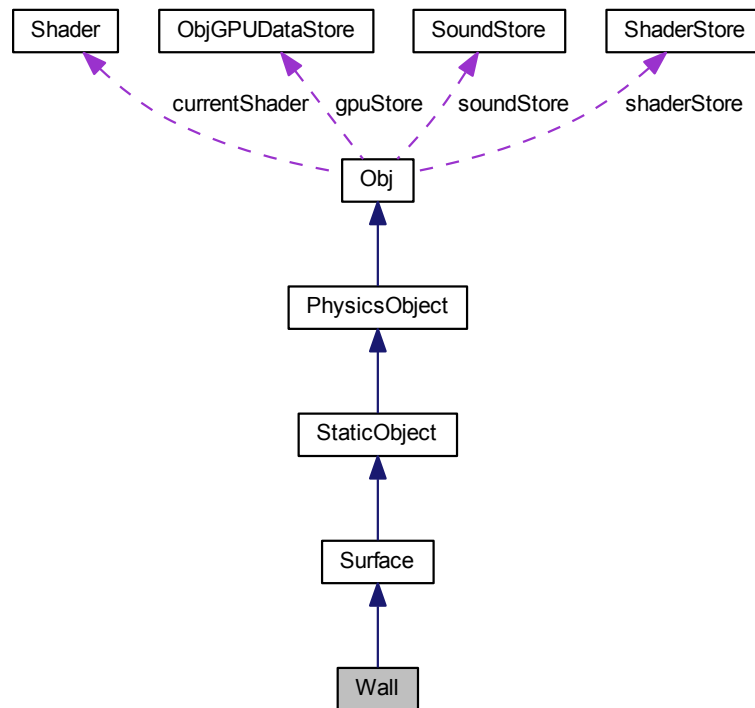 Shader
ObjGPUDataStore
SoundStore
ShaderStore
currentShader
gpuStore
soundStore
shaderStore
Obj
PhysicsObject
StaticObject
Surface
Wall